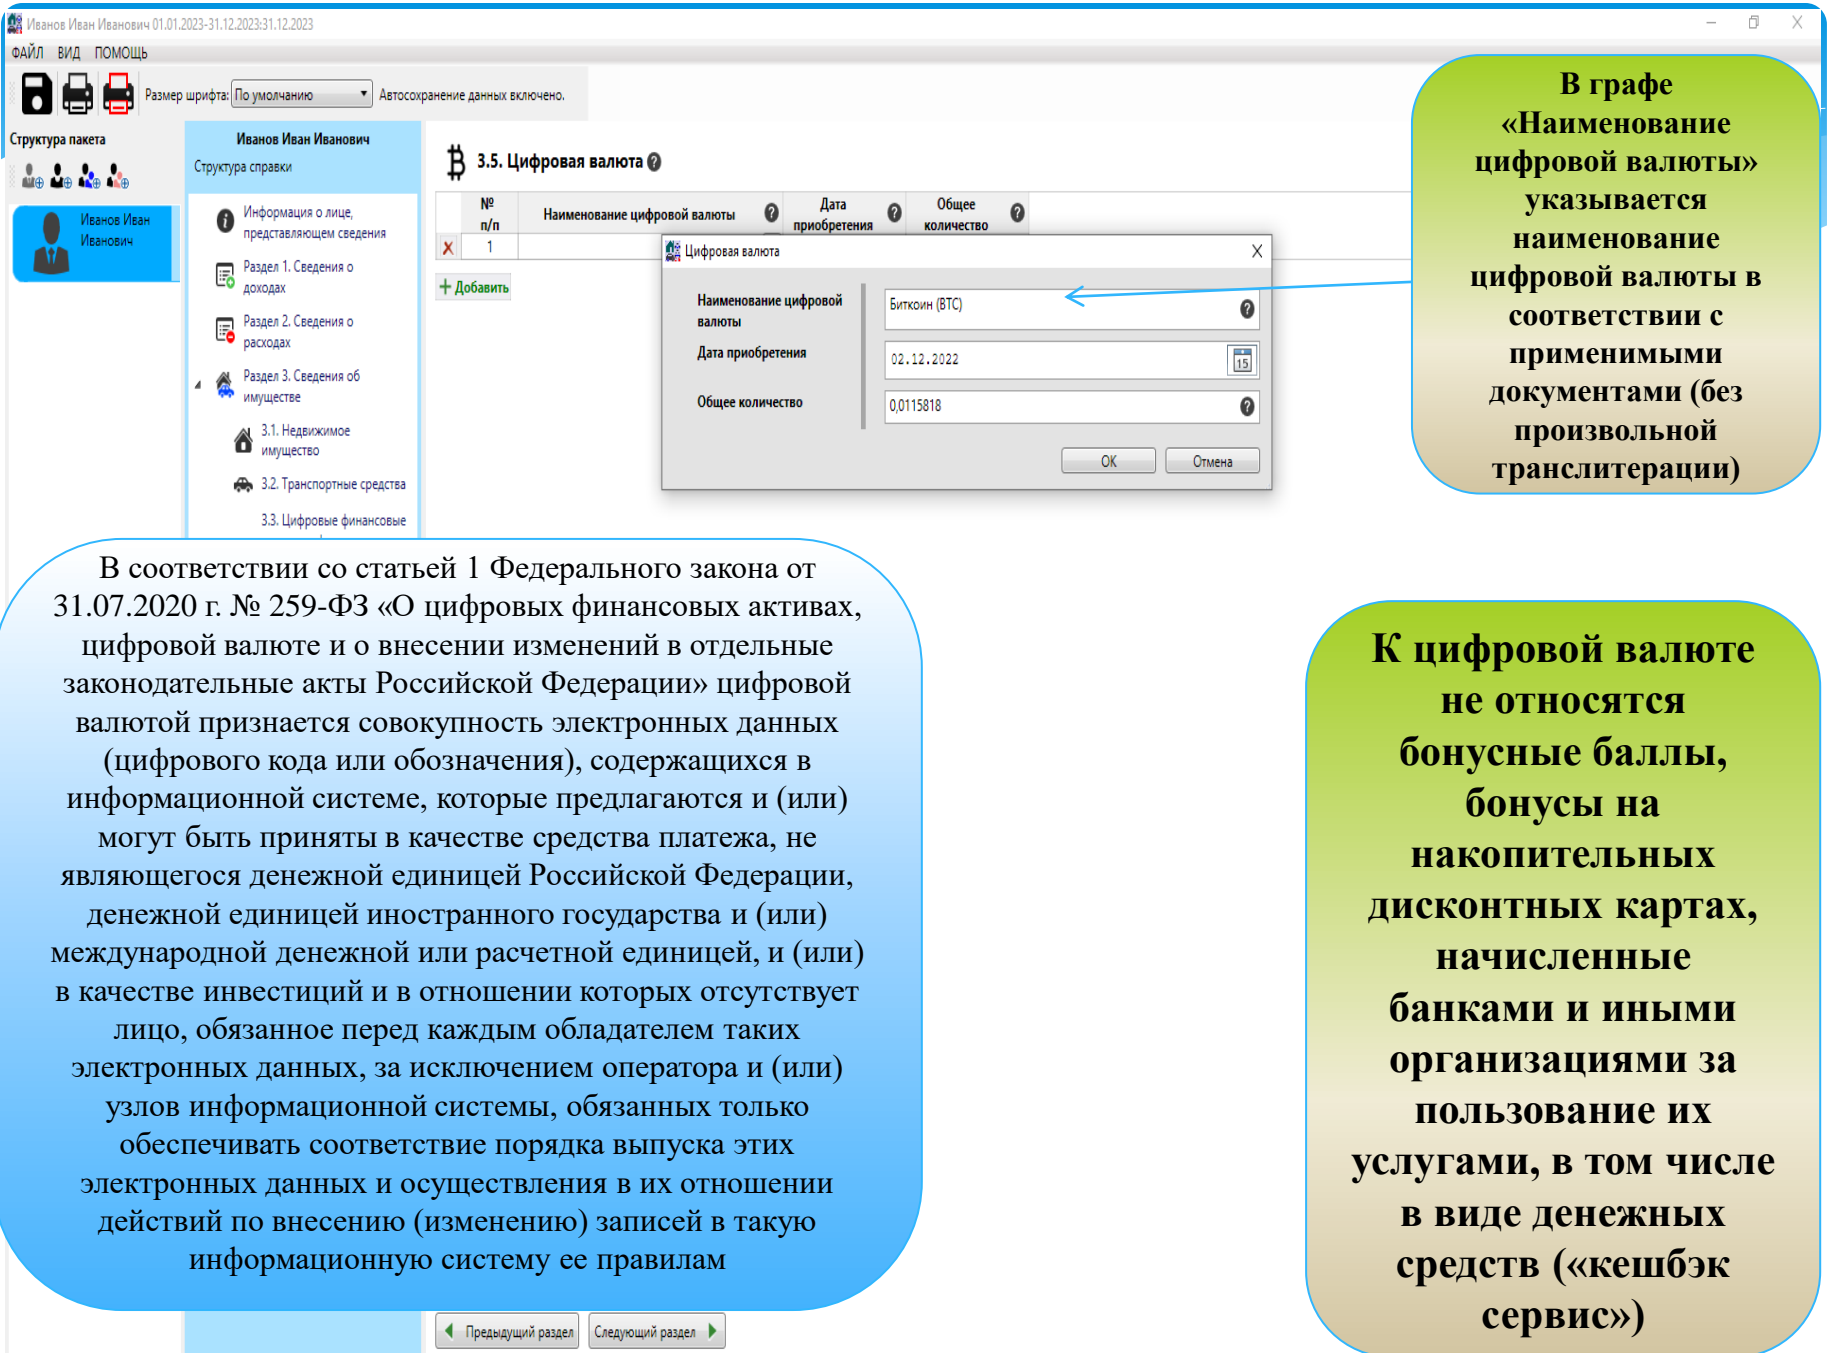 Иванов Иван Иванович 01.01.2023-31.12.2023:31.12.2023
ФАЙЛ ВИД ПОМОЩЬ
Размер шрифта: По умолчанию Автосохранение данных включено.
Структура пакета
Иванов Иван
Иванович
Иванов Иван Иванович
Структура справки
Информация о лице,
представляющем сведения
Раздел 1. Сведения о
доходах
Раздел 2. Сведения о
расходах
Раздел 3. Сведения об
имуществе
3.1. Недвижимое
имущество
3.2. Транспортные средства
3.3. Цифровые финансовые
3.5. Цифровая валюта
№
п/п
Наименование цифровой валюты
Дата
приобретения
Общее
количество
1
Добавить
Цифровая валюта
Наименование цифровой
валюты
Биткоин (BTC)
Дата приобретения
02.12.2022
15
Общее количество
0,0115818
ОК Отмена
В графе
«Наименование
цифровой валюты»
указывается
наименование
цифровой валюты в
соответствии с
применимыми
документами (без
произвольной
транслитерации)
В соответствии со статьей 1 Федерального закона от
31.07.2020 г. № 259-ФЗ «О цифровых финансовых активах,
цифровой валюте и о внесении изменений в отдельные
законодательные акты Российской Федерации» цифровой
валютой признается совокупность электронных данных
(цифрового кода или обозначения), содержащихся в
информационной системе, которые предлагаются и (или)
могут быть приняты в качестве средства платежа, не
являющегося денежной единицей Российской Федерации,
денежной единицей иностранного государства и (или)
международной денежной или расчетной единицей, и (или)
в качестве инвестиций и в отношении которых отсутствует
лицо, обязанное перед каждым обладателем таких
электронных данных, за исключением оператора и (или)
узлов информационной системы, обязанных только
обеспечивать соответствие порядка выпуска этих
электронных данных и осуществления в их отношении
действий по внесению (изменению) записей в такую
информационную систему ее правилам
К цифровой валюте
не относятся
бонусные баллы,
бонусы на
накопительных
дисконтных картах,
начисленные
банками и иными
организациями за
пользование их
услугами, в том числе
в виде денежных
средств («кешбэк
сервис»)
Предыдущий раздел Следующий раздел